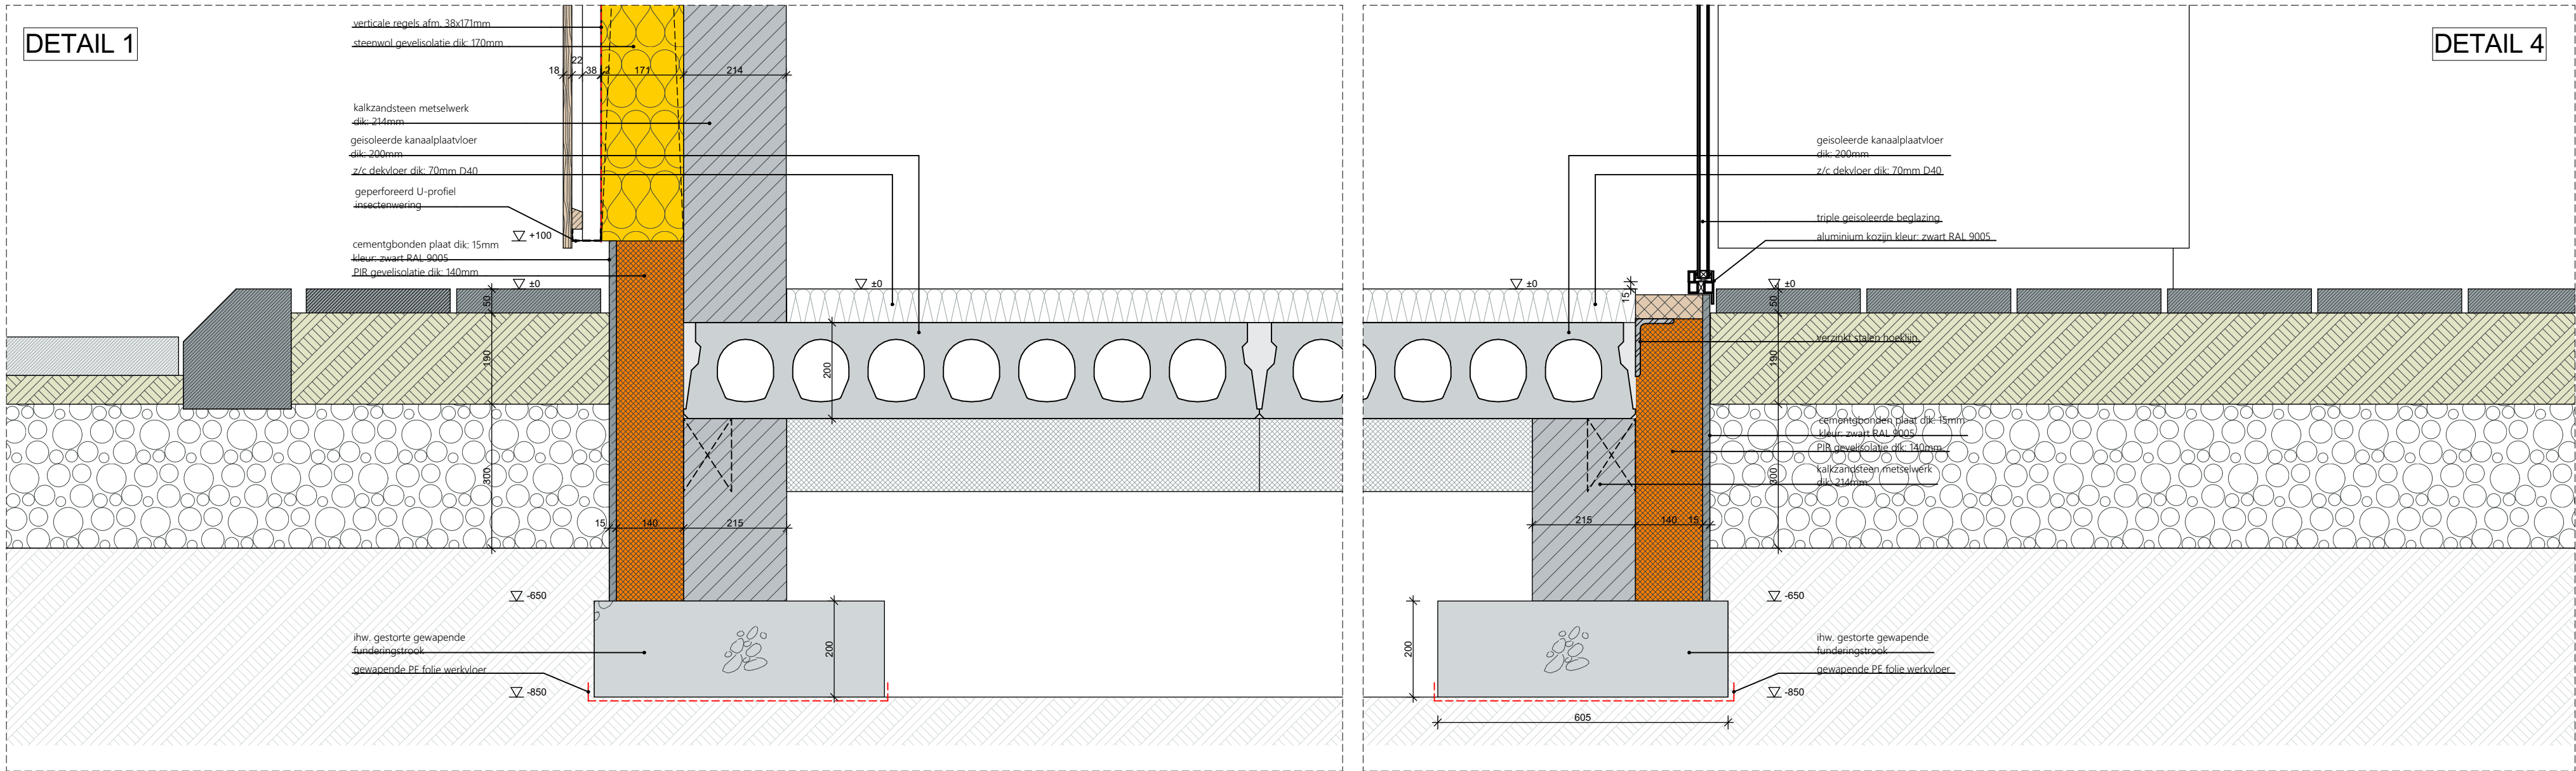 DETAIL 1
verticale regels afm. 38x171mm
steenwol gevelisolatie dik: 170mm
22
18
38
2
171
214
kalkzandsteen metselwerk
dik: 214mm
geisoleerde kanaalplaatvloer
dik: 200mm
z/c dekvloer dik: 70mm D40
geperforeerd U-profiel
insectenwering
+100
cementgbonden plaat dik: 15mm
kleur: zwart RAL 9005
PIR gevelisolatie dik: 140mm
±0
±0
50
190
200
300
15
140
215
-650
ihw. gestorte gewapende
funderingstrook
200
gewapende PE folie werkvloer
-850
DETAIL 4
geisoleerde kanaalplaatvloer
dik: 200mm
z/c dekvloer dik: 70mm D40
triple geisoleerde beglazing
aluminium kozijn kleur: zwart RAL 9005
±0
±0
15
50
verzinkt stalen hoeklijn
190
cementgbonden plaat dik: 15mm
kleur: zwart RAL 9005
PIR gevelisolatie dik: 140mm
kalkzandsteen metselwerk
dik: 214mm
300
215
140
15
-650
ihw. gestorte gewapende
funderingstrook
200
gewapende PE folie werkvloer
-850
605